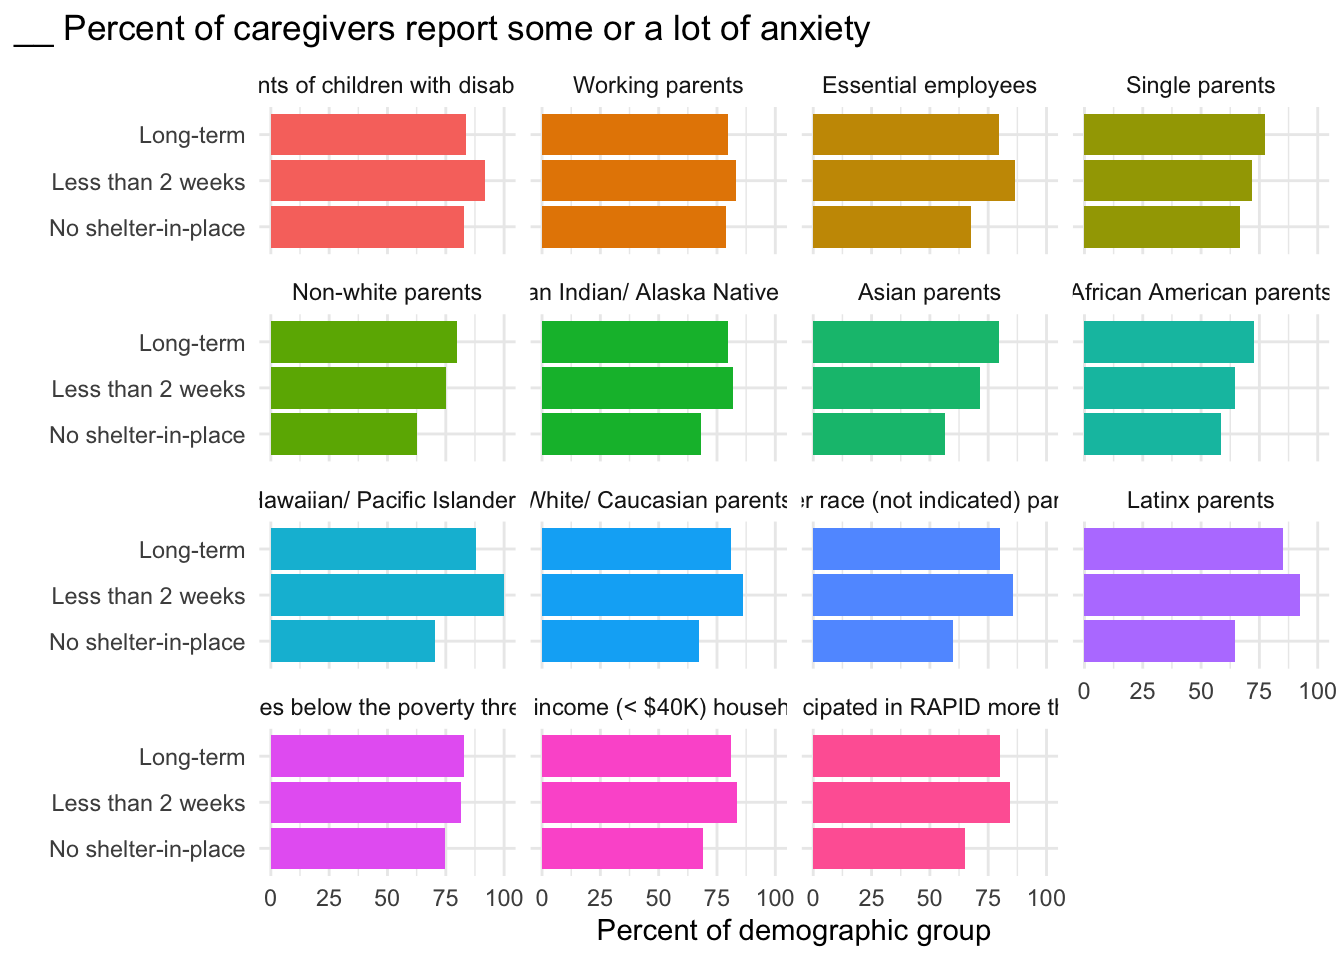 __ Percent of caregivers report some or a lot of anxiety
nts of children with disab
Working parents
Essential employees
Single parents
Long-term
Less than 2 weeks
No shelter-in-place
Non-white parents
an Indian/ Alaska Native
Asian parents
African American parents
Long-term
Less than 2 weeks
No shelter-in-place
Hawaiian/ Pacific Islander
White/ Caucasian parents
er race (not indicated) par
Latinx parents
Long-term
Less than 2 weeks
No shelter-in-place
0 25 50 75 100
es below the poverty thre
income (< $40K) househ
cipated in RAPID more th
Long-term
Less than 2 weeks
No shelter-in-place
0 25 50 75 100
0 25 50 75 100
0 25 50 75 100
Percent of demographic group